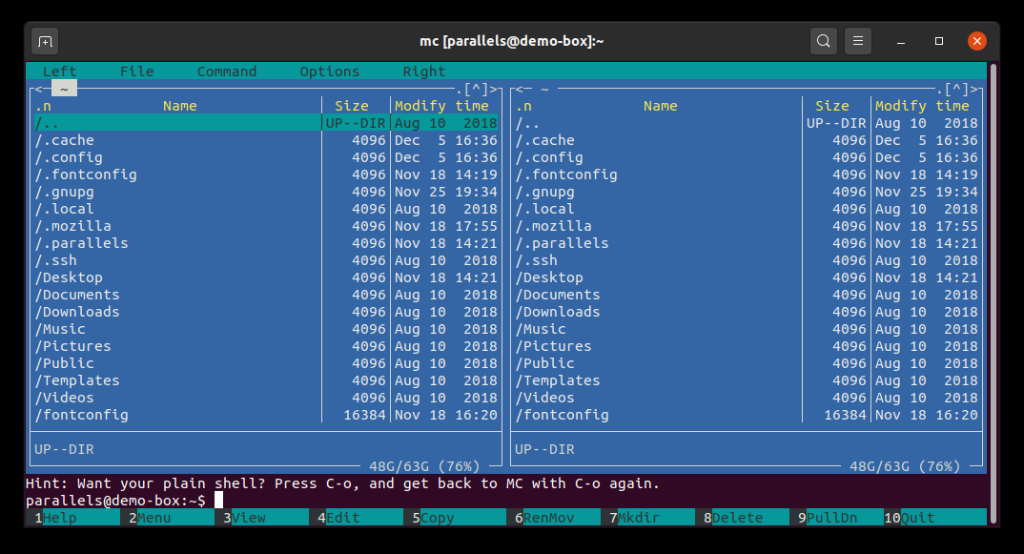 mc [parallels@demo-box]:~
Left File Command Options Right
<─ ~ ─.[^]> <─ ~ ─.[^]>
.n Name Size Modify time .n Name Size Modify time
/.. UP--DIR Aug 10 2018 /.. UP--DIR Aug 10 2018
/.cache 4096 Dec 5 16:36 /.cache 4096 Dec 5 16:36
/.config 4096 Dec 5 16:36 /.config 4096 Dec 5 16:36
/.fontconfig 4096 Nov 18 14:19 /.fontconfig 4096 Nov 18 14:19
/.gnupg 4096 Nov 25 19:34 /.gnupg 4096 Nov 25 19:34
/.local 4096 Aug 10 2018 /.local 4096 Aug 10 2018
/.mozilla 4096 Nov 18 17:55 /.mozilla 4096 Nov 18 17:55
/.parallels 4096 Nov 18 14:21 /.parallels 4096 Nov 18 14:21
/.ssh 4096 Aug 10 2018 /.ssh 4096 Aug 10 2018
/Desktop 4096 Nov 18 14:21 /Desktop 4096 Nov 18 14:21
/Documents 4096 Aug 10 2018 /Documents 4096 Aug 10 2018
/Downloads 4096 Aug 10 2018 /Downloads 4096 Aug 10 2018
/Music 4096 Aug 10 2018 /Music 4096 Aug 10 2018
/Pictures 4096 Aug 10 2018 /Pictures 4096 Aug 10 2018
/Public 4096 Aug 10 2018 /Public 4096 Aug 10 2018
/Templates 4096 Aug 10 2018 /Templates 4096 Aug 10 2018
/Videos 4096 Aug 10 2018 /Videos 4096 Aug 10 2018
/fontconfig 16384 Nov 18 16:20 /fontconfig 16384 Nov 18 16:20
UP--DIR UP--DIR
48G/63G (76%) 48G/63G (76%)
Hint: Want your plain shell? Press C-o, and get back to MC with C-o again.
parallels@demo-box:~$
1Help 2Menu 3View 4Edit 5Copy 6RenMov 7Mkdir 8Delete 9PullDn 10Quit